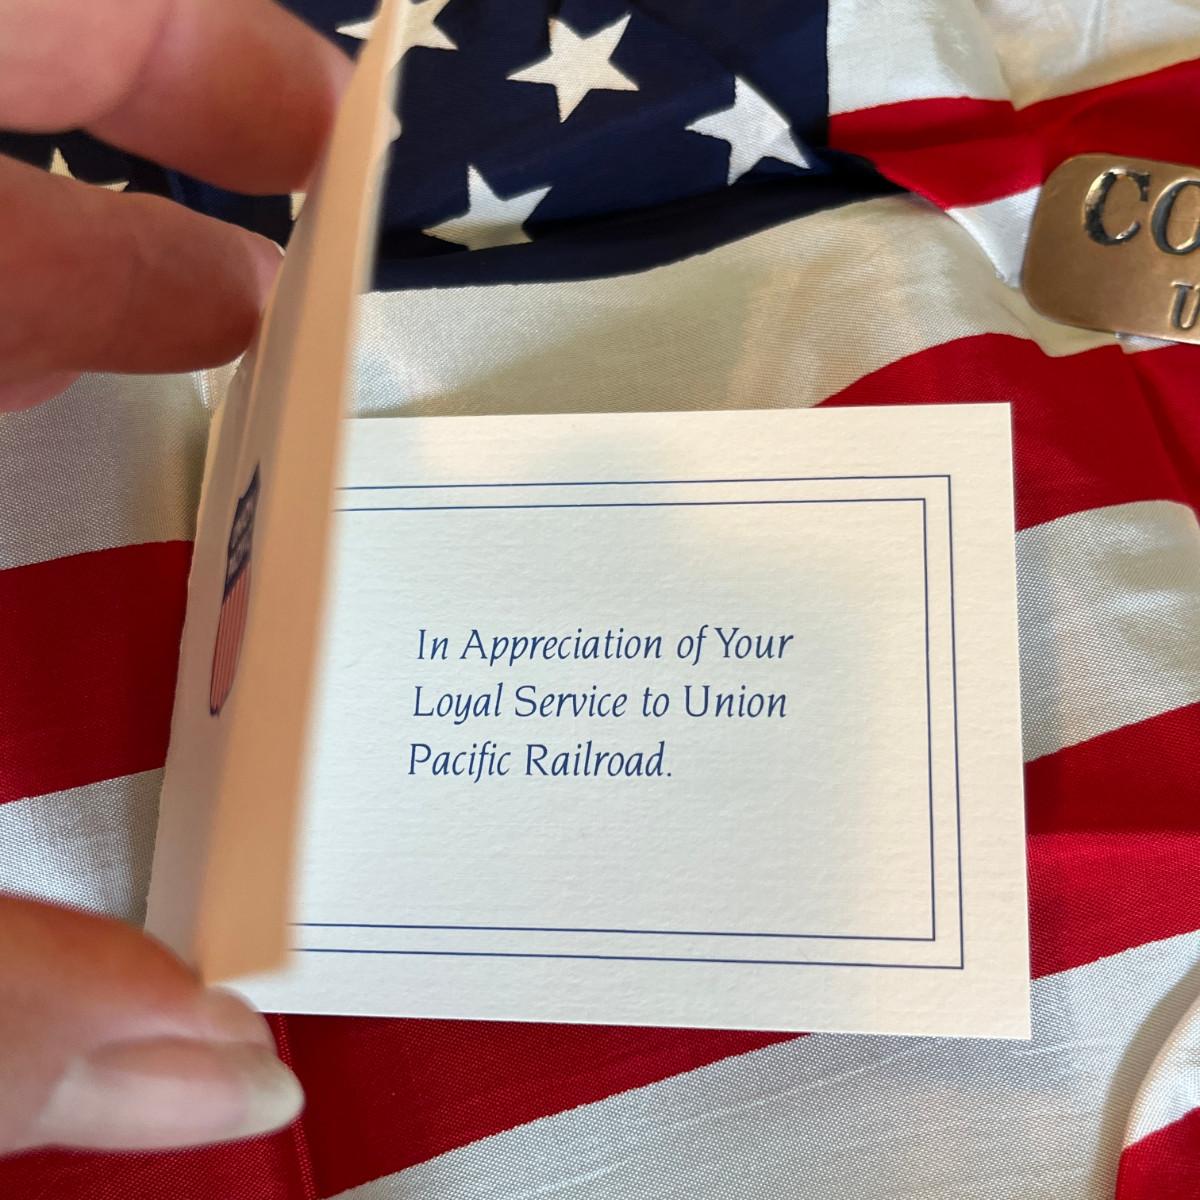 CO
U
In Appreciation of Your
Loyal Service to Union
Pacific Railroad.